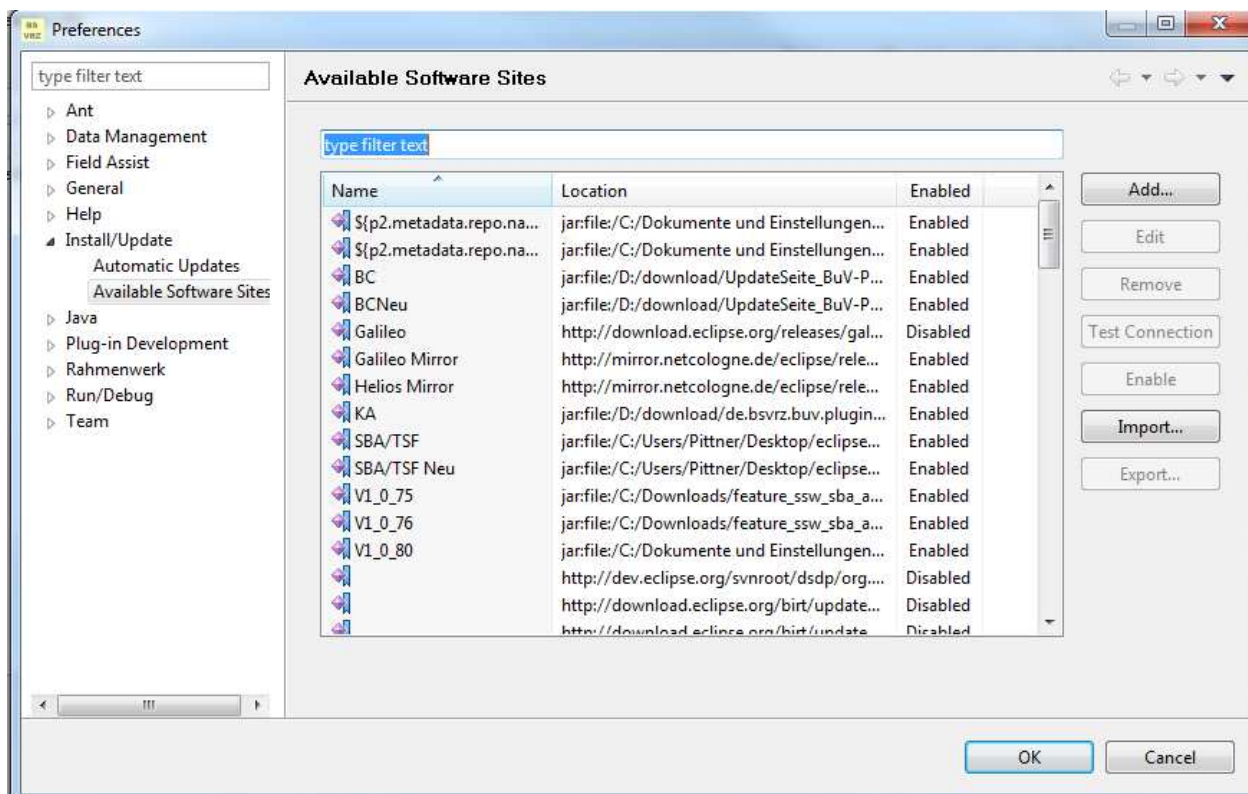 Preferences
type filter text
Ant
Data Management
Field Assist
General
Help
Install/Update
Automatic Updates
Available Software Sites
Java
Plug-in Development
Rahmenwerk
Run/Debug
Team
Available Software Sites
type filter text
Name Location Enabled
${p2.metadata.repo.na... jar:file:/C:/Dokumente und Einstellungen... Enabled
${p2.metadata.repo.na... jar:file:/C:/Dokumente und Einstellungen... Enabled
BC jar:file:/D:/download/UpdateSeite_BuV-P... Enabled
BCNeu jar:file:/D:/download/UpdateSeite_BuV-P... Enabled
Galileo http://download.eclipse.org/releases/gal... Disabled
Galileo Mirror http://mirror.netcologne.de/eclipse/rele... Enabled
Helios Mirror http://mirror.netcologne.de/eclipse/rele... Enabled
KA jar:file:/D:/download/de.bsvrz.buv.plugin... Enabled
SBA/TSF jar:file:/C:/Users/Pittner/Desktop/eclipse... Enabled
SBA/TSF Neu jar:file:/C:/Users/Pittner/Desktop/eclipse... Enabled
V1_0_75 jar:file:/C:/Downloads/feature_ssw_sba_a... Enabled
V1_0_76 jar:file:/C:/Downloads/feature_ssw_sba_a... Enabled
V1_0_80 jar:file:/C:/Dokumente und Einstellungen... Enabled
http://dev.eclipse.org/svnroot/dsdp/org.... Disabled
http://download.eclipse.org/birt/update... Disabled
http://download.eclipse.org/birt/update Disabled
Add...
Edit
Remove
Test Connection
Enable
Import...
Export...
OK Cancel